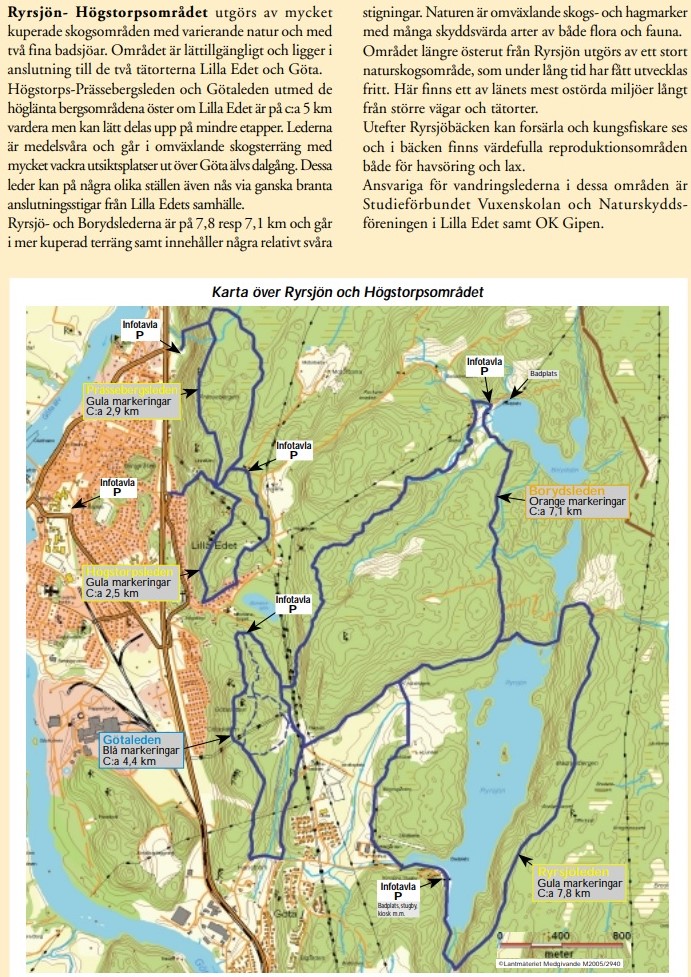 Ryrsjön- Högstorpsområdet utgörs av mycket
kuperade skogsområden med varierande natur och med
två fina badsjöar. Området är lättillgängligt och ligger i
anslutning till de två tätorterna Lilla Edet och Göta.
Högstorps-Prässebergsleden och Götaleden utmed de
höglänta bergsområdena öster om Lilla Edet är på c:a 5 km
vardera men kan lätt delas upp på mindre etapper. Lederna
är medelsvåra och går i omväxlande skogsterräng med
mycket vackra utsiktsplatser ut över Göta älvs dalgång. Dessa
leder kan på några olika ställen även nås via ganska branta
anslutningsstigar från Lilla Edets samhälle.
Ryrsjö- och Borydslederna är på 7,8 resp 7,1 km och går
i mer kuperad terräng samt innehåller några relativt svåra
stigningar. Naturen är omväxlande skogs- och hagmarker
med många skyddsvärda arter av både flora och fauna.
Området längre österut från Ryrsjön utgörs av ett stort
naturskogsområde, som under lång tid har fått utvecklas
fritt. Här finns ett av länets mest ostörda miljöer långt
från större vägar och tätorter.
Utefter Ryrsjöbäcken kan forsärla och kungsfiskare ses
och i bäcken finns värdefulla reproduktionsområden
både för havsöring och lax.
Ansvariga för vandringslederna i dessa områden är
Studieförbundet Vuxenskolan och Naturskydds-
föreningen i Lilla Edet samt OK Gipen.
Karta över Ryrsjön och Högstorpsområdet
Infotavla
P
Infotavla
P
Badplats
Prässebergsleden
Gula markeringar
C:a 2,9 km
Infotavla
P
Infotavla
P
Borydsleden
Orange markeringar
C:a 7,1 km
Lilla Edet
Högstorpsleden
Gula markeringar
C:a 2,5 km
Infotavla
P
Götaleden
Blå markeringar
C:a 4,4 km
Ryrsjöleden
Gula markeringar
C:a 7,8 km
Infotavla
P
Badplats, stugby,
kiosk m.m.
Göta
0 400 800
meter
©Lantmäteriet Medgivande M2005/2940